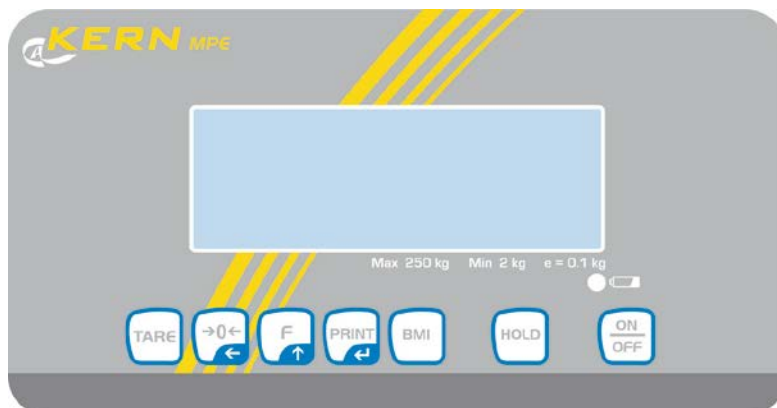 KERN MPE
Max 250 kg Min 2 kg e = 0.1 kg
TARE →0← F PRINT BMI HOLD ON
OFF